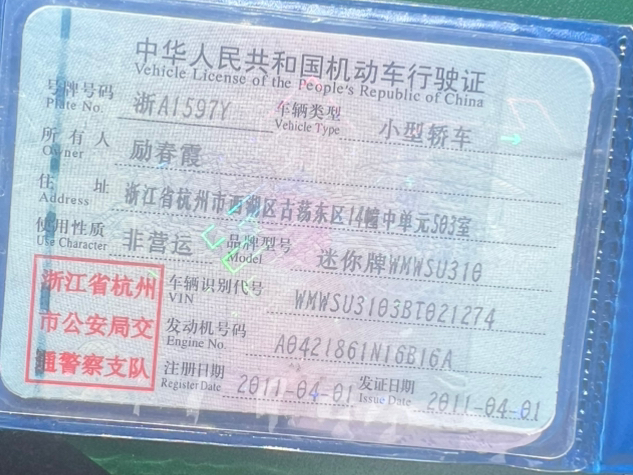 中华人民共和国机动车行驶证
Vehicle License of the People's Republic of China
号牌号码 浙A1597Y 车辆类型 小型轿车
Plate No. Vehicle Type
所有人 励春霞
Owner
住址 浙江省杭州市西湖区古荡东区14幢中单元503室
Address
使用性质 非营运 品牌型号 迷你牌WMWSU310
Use Character Model
车辆识别代号 WMWSU3103BT021274
VIN
发动机号码 A0421861N16B16A
Engine No.
注册日期 2011-04-01 发证日期 2011-04-01
Register Date Issue Date
浙江省杭州
市公安局交
通警察支队